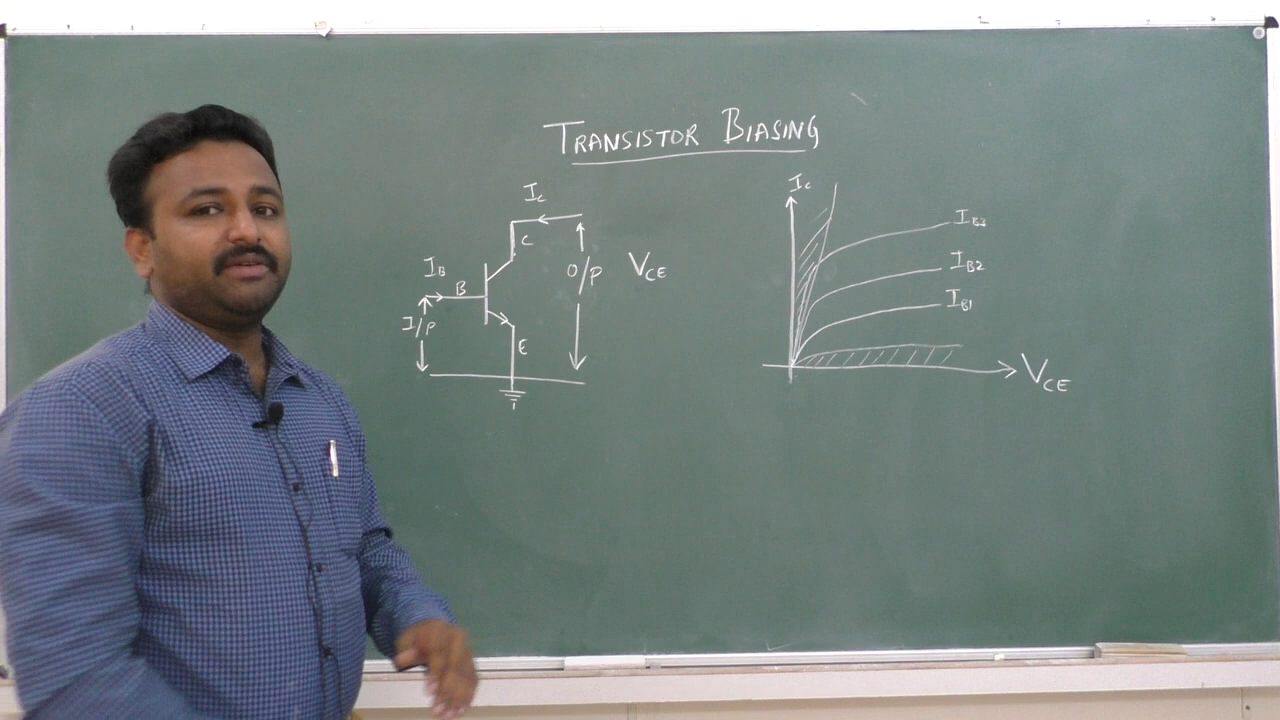 TRANSISTOR BIASING
IC
C
IB
B
I/P
O/P
VCE
E
IC
IB3
IB2
IB1
VCE